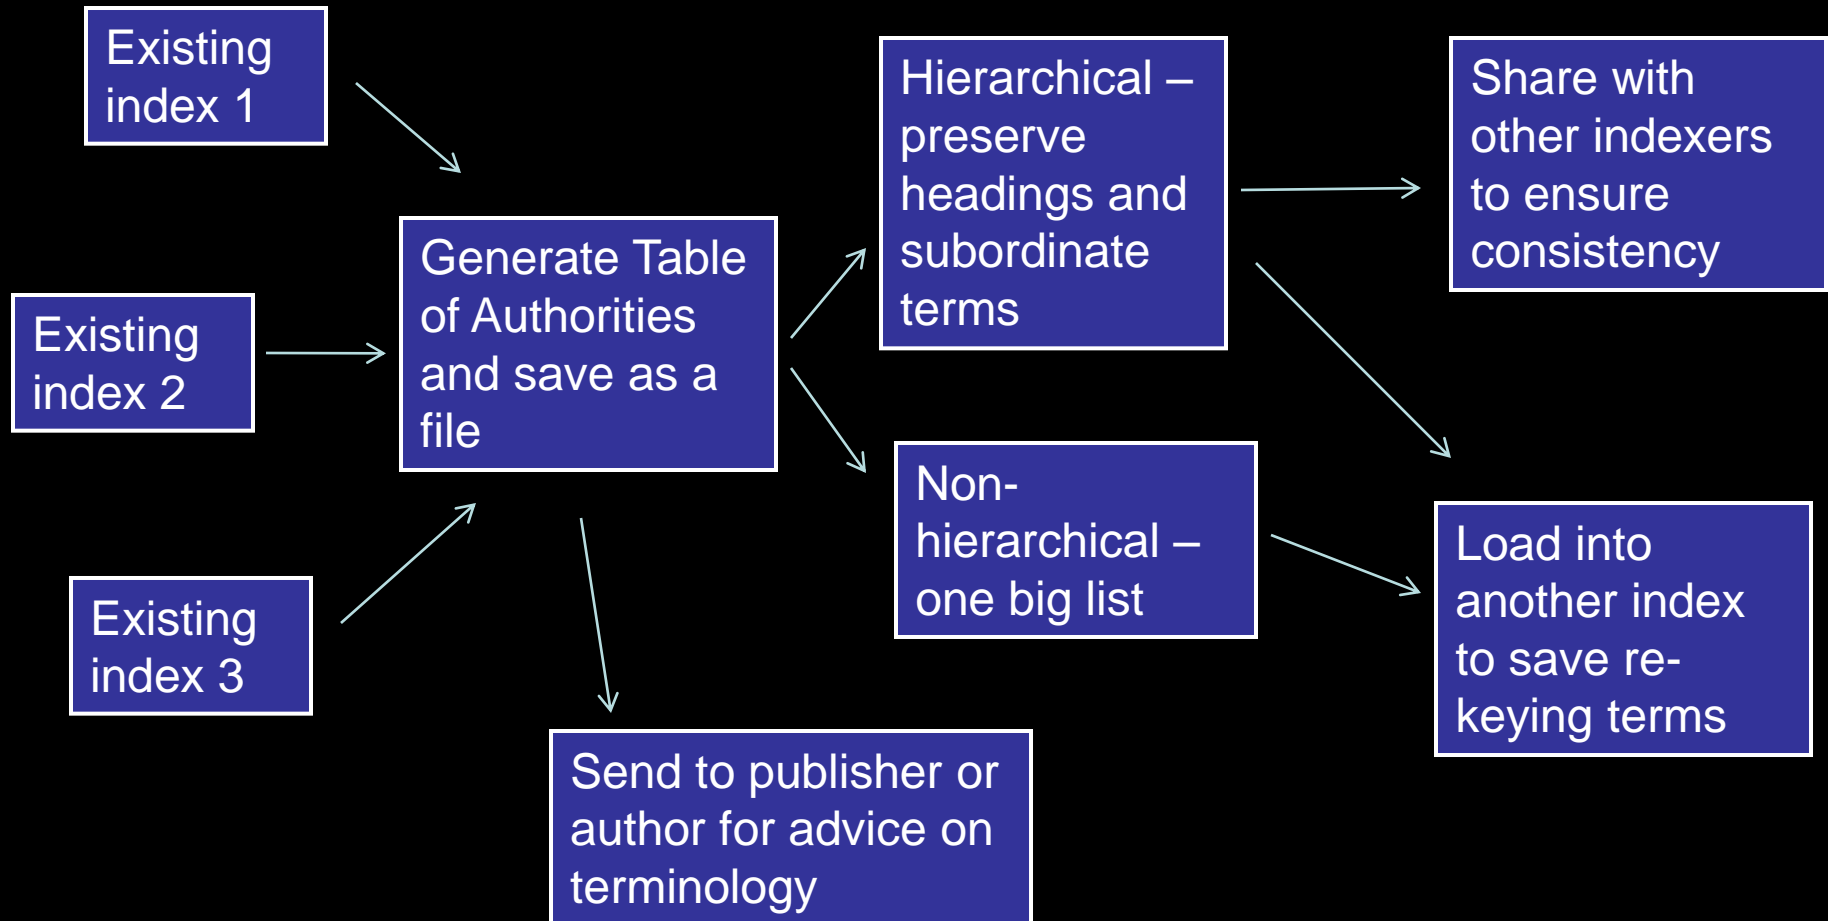 Existing
index 1
Existing
index 2
Existing
index 3
Generate Table
of Authorities
and save as a
file
Send to publisher or
author for advice on
terminology
Hierarchical –
preserve
headings and
subordinate
terms
Non-
hierarchical –
one big list
Share with
other indexers
to ensure
consistency
Load into
another index
to save re-
keying terms